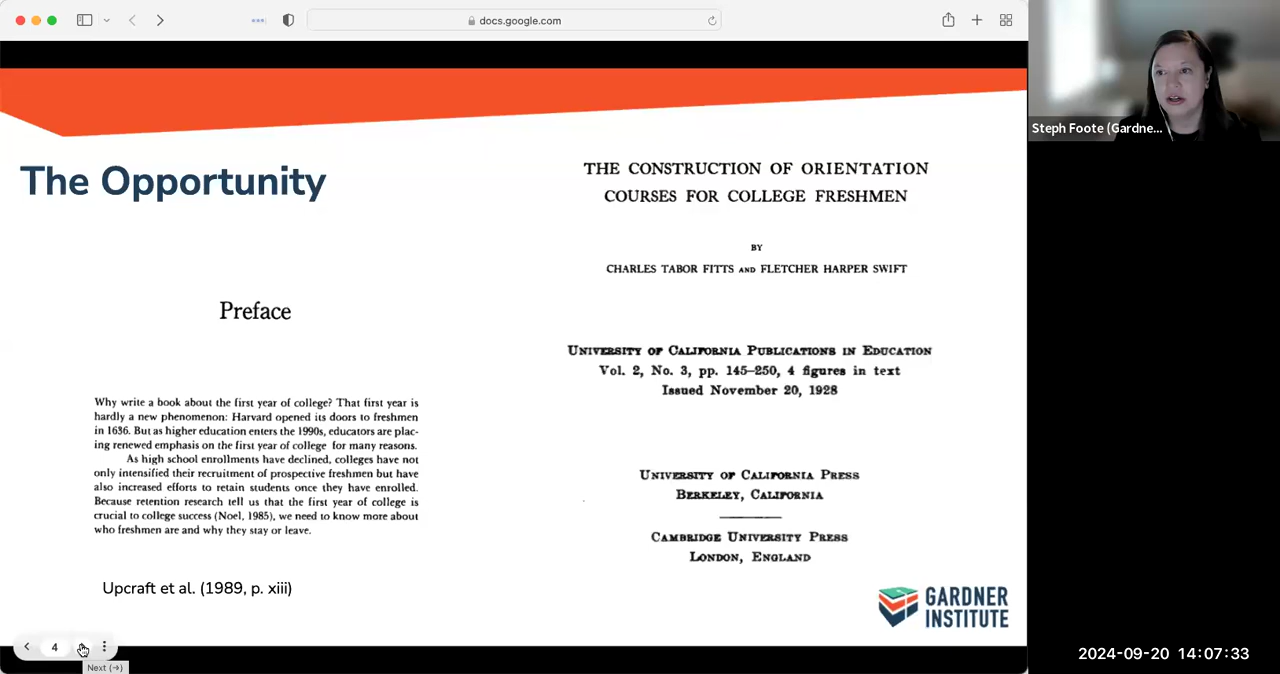 docs.google.com
Steph Foote (Gardne...
The Opportunity
Preface
Why write a book about the first year of college? That first year is
hardly a new phenomenon: Harvard opened its doors to freshmen
in 1636. But as higher education enters the 1990s, educators are plac-
ing renewed emphasis on the first year of college for many reasons.
As high school enrollments have declined, colleges have not
only intensified their recruitment of prospective freshmen but have
also increased efforts to retain students once they have enrolled.
Because retention research tell us that the first year of college is
crucial to college success (Noel, 1985), we need to know more about
who freshmen are and why they stay or leave.
Upcraft et al. (1989, p. xiii)
THE CONSTRUCTION OF ORIENTATION
COURSES FOR COLLEGE FRESHMEN
BY
CHARLES TABOR FITTS AND FLETCHER HARPER SWIFT
UNIVERSITY OF CALIFORNIA PUBLICATIONS IN EDUCATION
Vol. 2, No. 3, pp. 145–250, 4 figures in text
Issued November 20, 1928
UNIVERSITY OF CALIFORNIA PRESS
BERKELEY, CALIFORNIA
CAMBRIDGE UNIVERSITY PRESS
LONDON, ENGLAND
GARDNER
INSTITUTE
4
Next (→)
2024-09-20 14:07:33